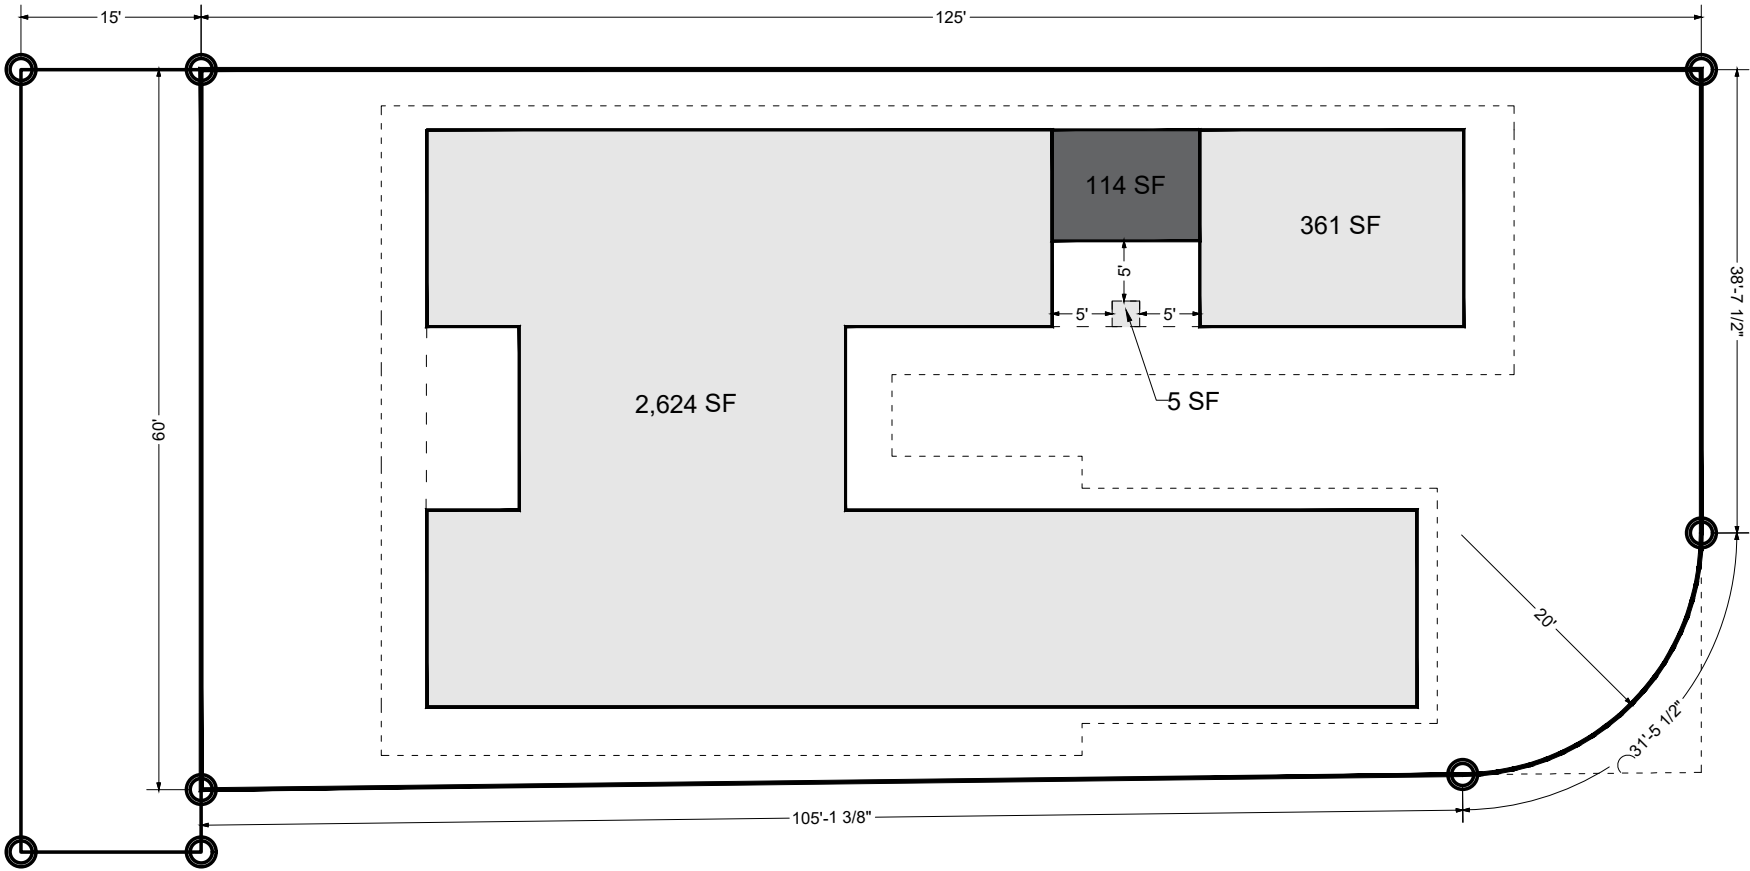 15'
125'
114 SF
361 SF
5'
5'
5'
38'-7 1/2"
60'
2,624 SF
5 SF
20'
31'-5 1/2"
105'-1 3/8"